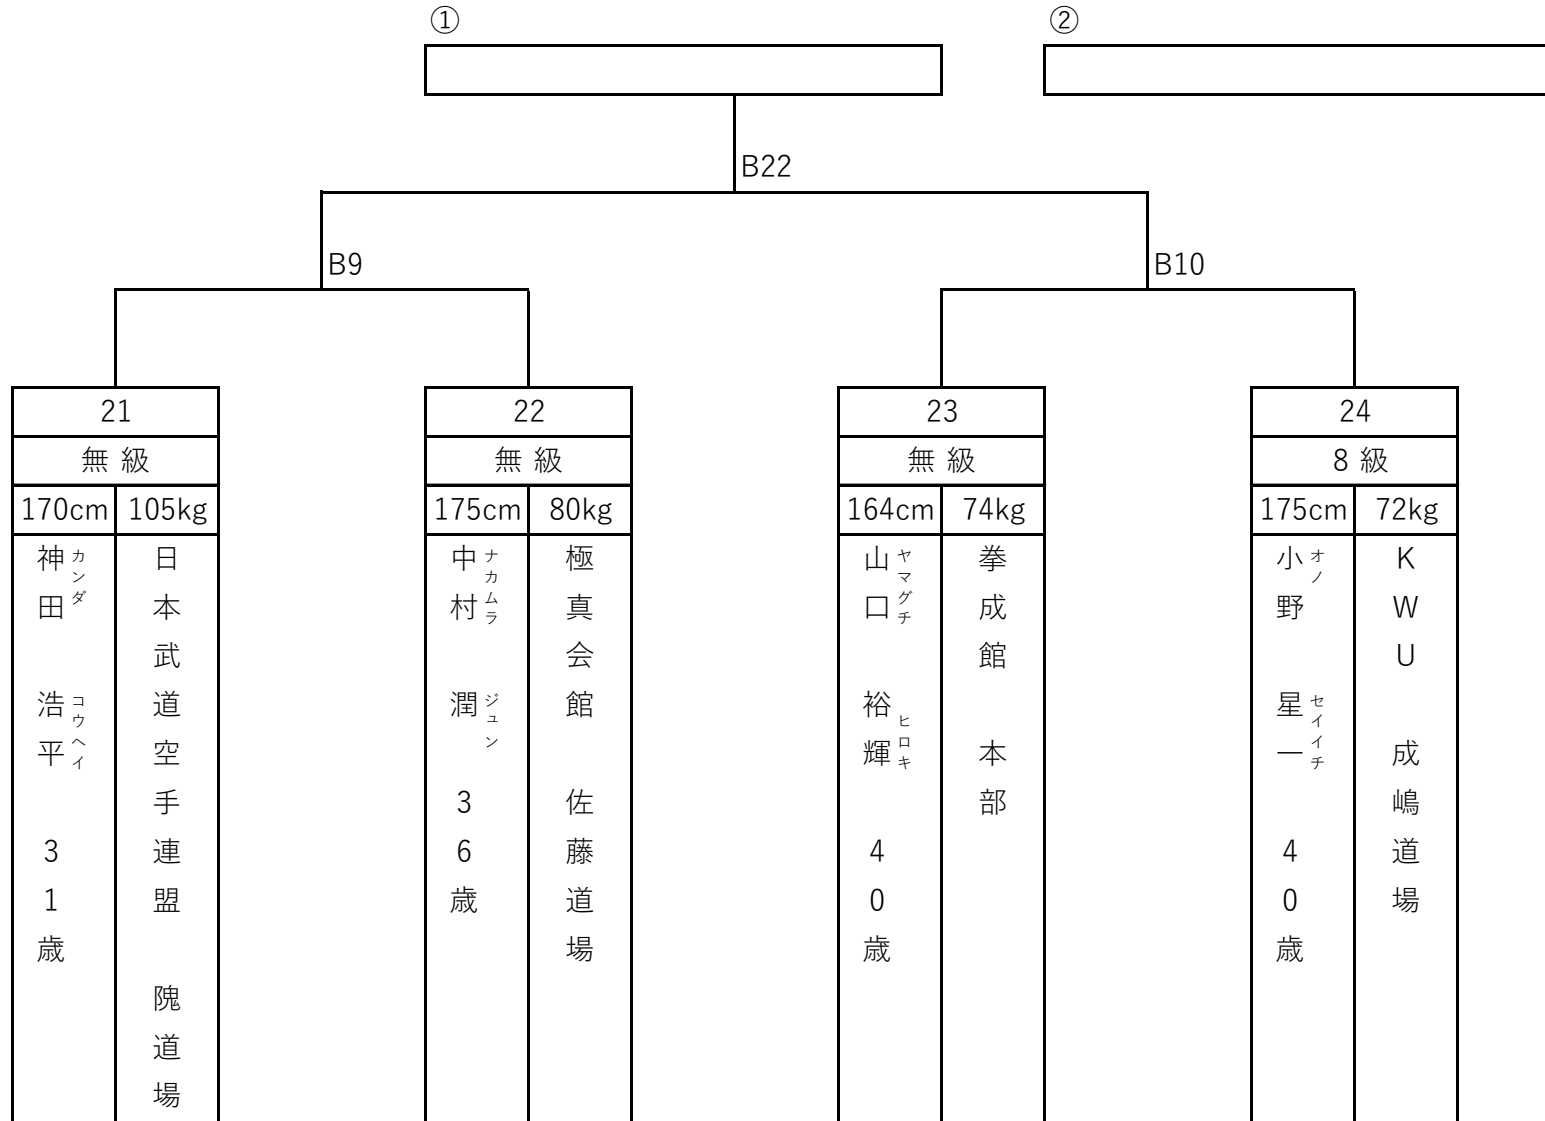 ①
②
B22
B9
B10
21
無級
170cm 105kg
神田 浩平 31歳
カンダ コウヘイ
日本武道空手連盟 隗道場
22
無級
175cm 80kg
中村 潤 36歳
ナカムラ ジュン
極真会館 佐藤道場
23
無級
164cm 74kg
山口 裕輝 40歳
ヤマグチ ヒロキ
拳成館 本部
24
8級
175cm 72kg
小野 星一 40歳
オノ セイイチ
KWU 成嶋道場